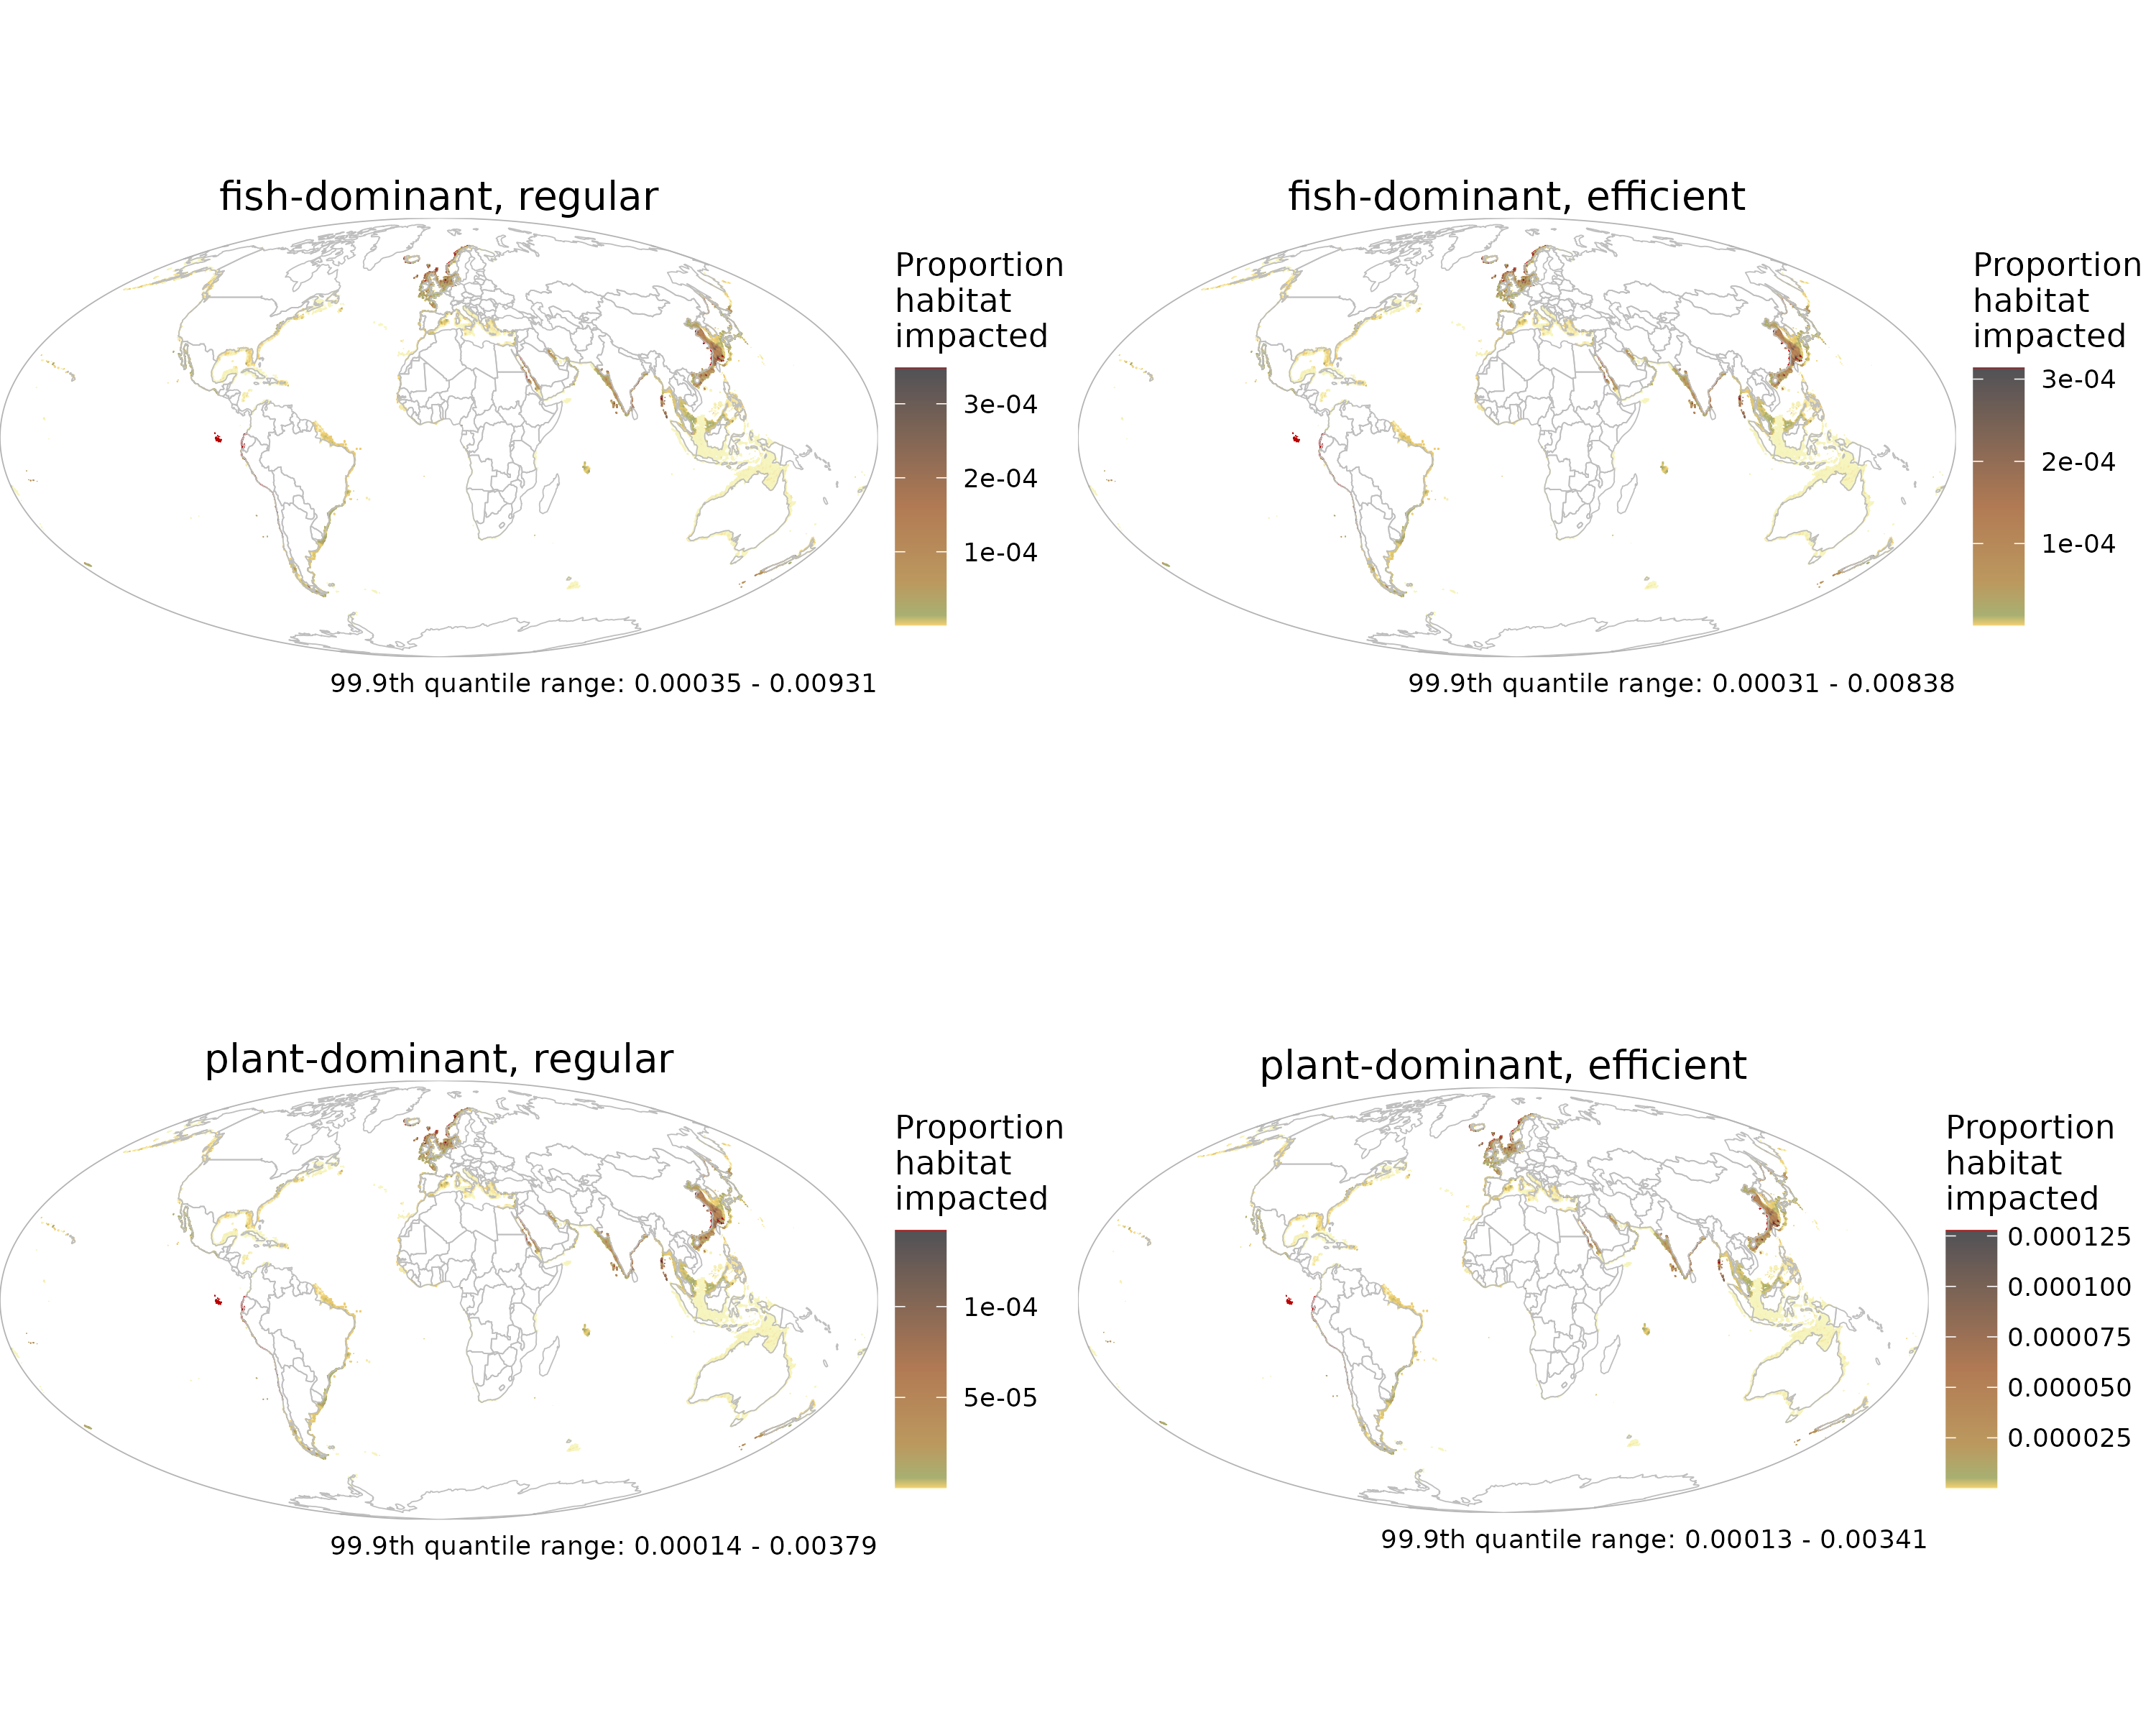 fish-dominant, regular
Proportion
habitat
impacted
3e-04
2e-04
1e-04
99.9th quantile range: 0.00035 - 0.00931
fish-dominant, efficient
Proportion
habitat
impacted
3e-04
2e-04
1e-04
99.9th quantile range: 0.00031 - 0.00838
plant-dominant, regular
Proportion
habitat
impacted
1e-04
5e-05
99.9th quantile range: 0.00014 - 0.00379
plant-dominant, efficient
Proportion
habitat
impacted
0.000125
0.000100
0.000075
0.000050
0.000025
99.9th quantile range: 0.00013 - 0.00341